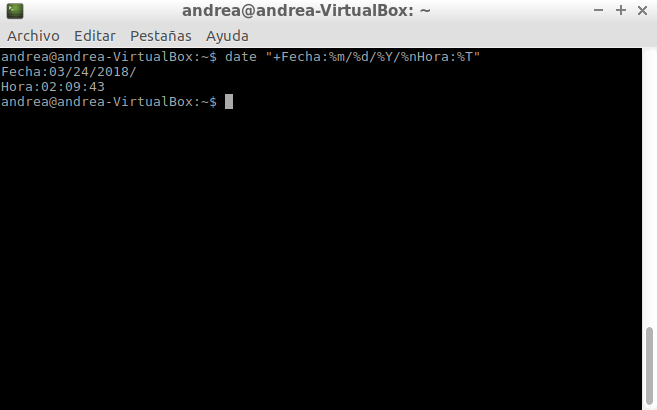 andrea@andrea-VirtualBox: ~
Archivo Editar Pestañas Ayuda
andrea@andrea-VirtualBox:~$ date "+Fecha:%m/%d/%Y/%nHora:%T"
Fecha:03/24/2018/
Hora:02:09:43
andrea@andrea-VirtualBox:~$